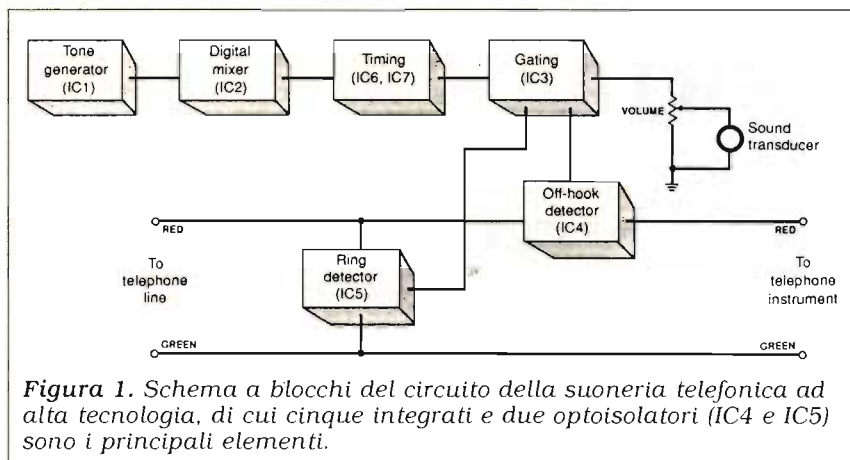 Tone
generator
(IC1)
Digital
mixer
(IC2)
Timing
(IC6, IC7)
Gating
(IC3)
VOLUME
Sound
transducer
Off-hook
detector
(IC4)
RED
RED
To
telephone
line
Ring
detector
(IC5)
To
telephone
instrument
GREEN
GREEN
Figura 1. Schema a blocchi del circuito della suoneria telefonica ad
alta tecnologia, di cui cinque integrati e due optoisolatori (IC4 e IC5)
sono i principali elementi.